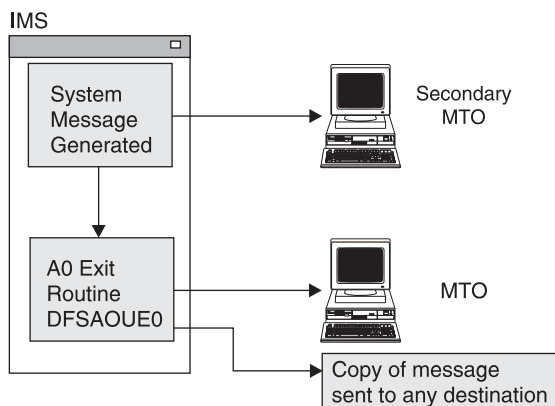 IMS
System
Message
Generated
Secondary
MTO
A0 Exit
Routine
DFSAOUE0
MTO
Copy of message
sent to any destination